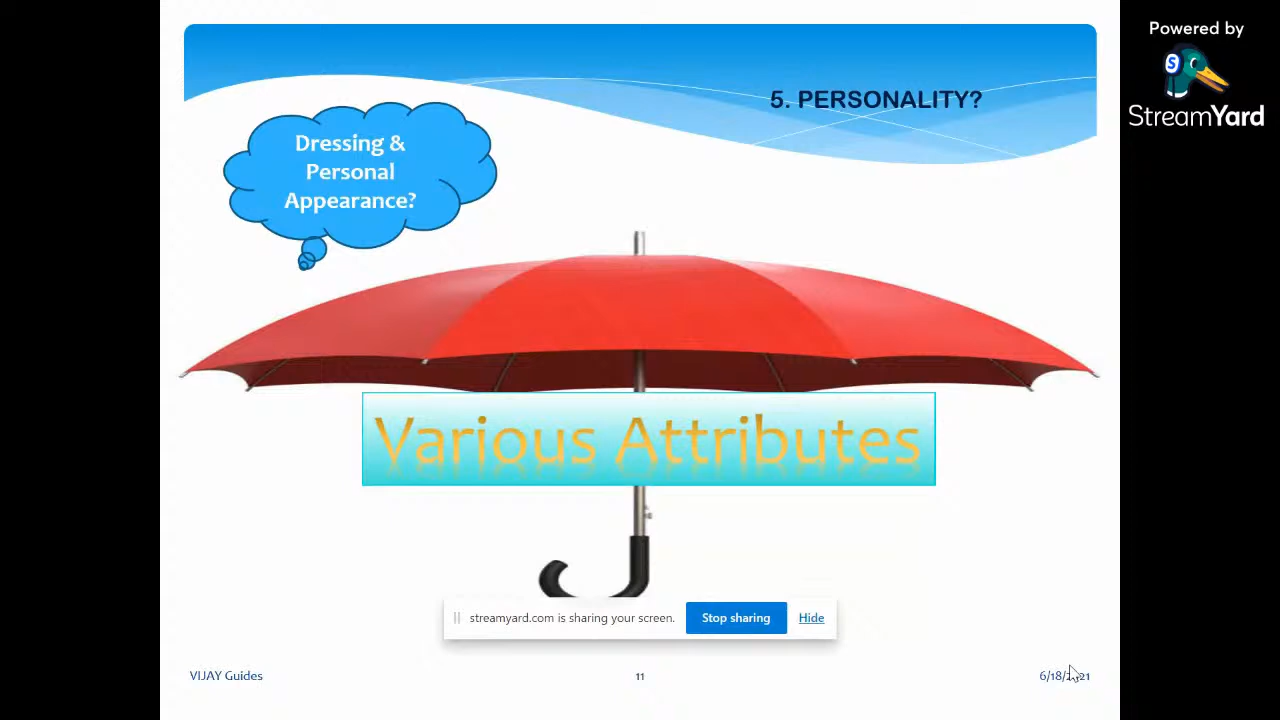 Powered by
StreamYard
5. PERSONALITY?
Dressing &
Personal
Appearance?
Various Attributes
streamyard.com is sharing your screen.
Stop sharing
Hide
VIJAY Guides
11